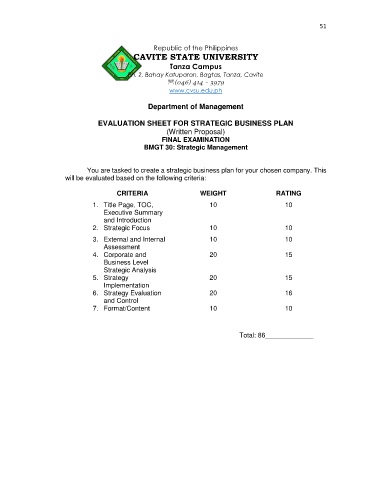 51
Republic of the Philippines
CAVITE STATE UNIVERSITY
Tanza Campus
2, Bahay Katuparan, Bagtas, Tanza, Cavite
(046) 414 – 3979
www.cvsu.edu.ph
Department of Management
EVALUATION SHEET FOR STRATEGIC BUSINESS PLAN
(Written Proposal)
FINAL EXAMINATION
BMGT 30: Strategic Management
You are tasked to create a strategic business plan for your chosen company. This
will be evaluated based on the following criteria:
CRITERIA WEIGHT RATING
1. Title Page, TOC, 10 10
Executive Summary
and Introduction
2. Strategic Focus 10 10
3. External and Internal 10 10
Assessment
4. Corporate and 20 15
Business Level
Strategic Analysis
5. Strategy 20 15
Implementation
6. Strategy Evaluation 20 16
and Control
7. Format/Content 10 10
Total: 86_____________